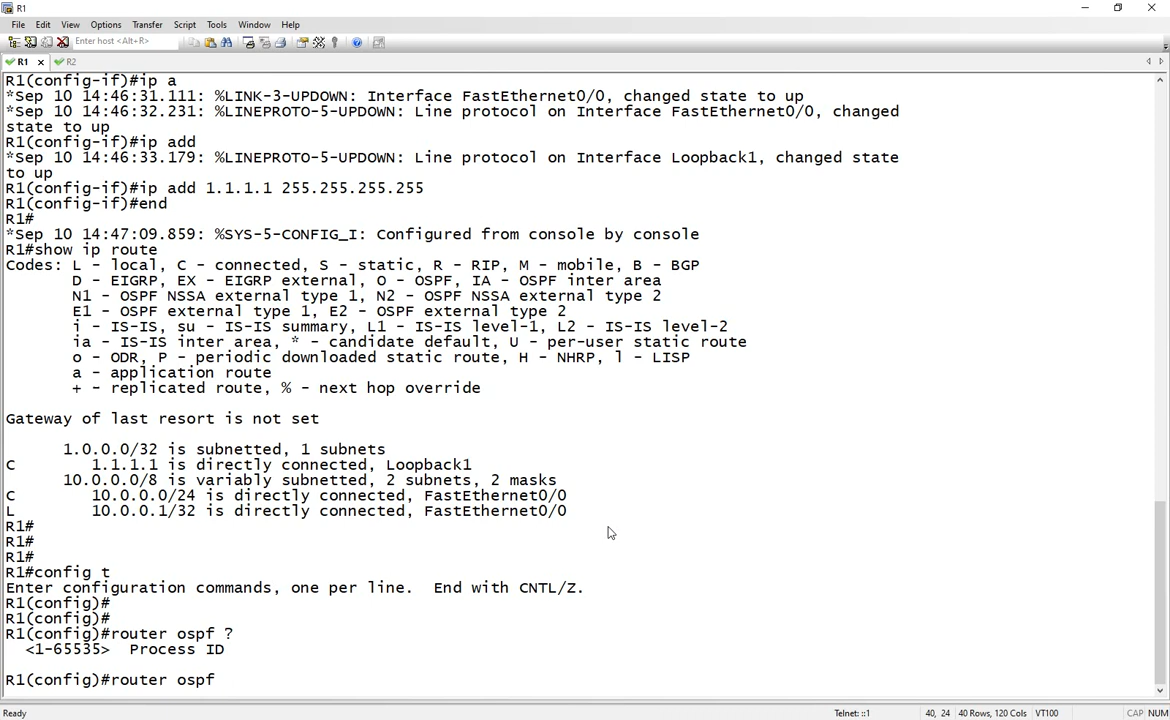 R1
File Edit View Options Transfer Script Tools Window Help
Enter host <Alt+R>
R1 R2
R1(config-if)#ip a
*Sep 10 14:46:31.111: %LINK-3-UPDOWN: Interface FastEthernet0/0, changed state to up
*Sep 10 14:46:32.231: %LINEPROTO-5-UPDOWN: Line protocol on Interface FastEthernet0/0, changed
state to up
R1(config-if)#ip add
*Sep 10 14:46:33.179: %LINEPROTO-5-UPDOWN: Line protocol on Interface Loopback1, changed state
to up
R1(config-if)#ip add 1.1.1.1 255.255.255.255
R1(config-if)#end
R1#
*Sep 10 14:47:09.859: %SYS-5-CONFIG_I: Configured from console by console
R1#show ip route
Codes: L - local, C - connected, S - static, R - RIP, M - mobile, B - BGP
D - EIGRP, EX - EIGRP external, O - OSPF, IA - OSPF inter area
N1 - OSPF NSSA external type 1, N2 - OSPF NSSA external type 2
E1 - OSPF external type 1, E2 - OSPF external type 2
i - IS-IS, su - IS-IS summary, L1 - IS-IS level-1, L2 - IS-IS level-2
ia - IS-IS inter area, * - candidate default, U - per-user static route
o - ODR, P - periodic downloaded static route, H - NHRP, l - LISP
a - application route
+ - replicated route, % - next hop override
Gateway of last resort is not set
1.0.0.0/32 is subnetted, 1 subnets
C 1.1.1.1 is directly connected, Loopback1
10.0.0.0/8 is variably subnetted, 2 subnets, 2 masks
C 10.0.0.0/24 is directly connected, FastEthernet0/0
L 10.0.0.1/32 is directly connected, FastEthernet0/0
R1#
R1#
R1#
R1#config t
Enter configuration commands, one per line. End with CNTL/Z.
R1(config)#
R1(config)#
R1(config)#router ospf ?
<1-65535> Process ID
R1(config)#router ospf
Ready Telnet: ::1 40, 24 40 Rows, 120 Cols VT100 CAP NUM